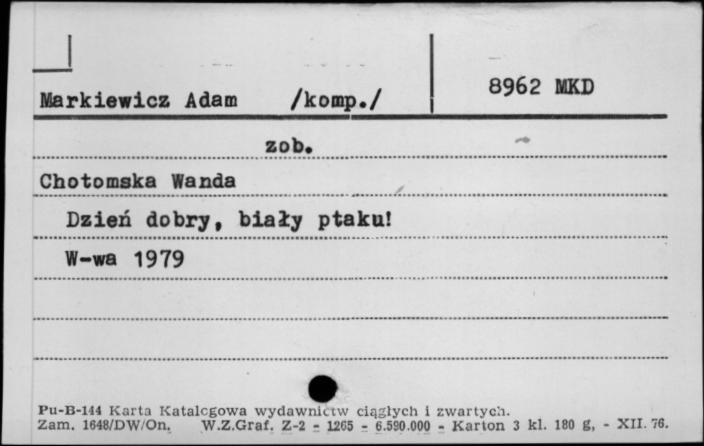 Markiewicz Adam /komp./ 8962 MKD
zob.
Chotomska Wanda
Dzień dobry, biały ptaku!
W-wa 1979
Pu-B-144 Karta Katalogowa wydawnictw ciągłych i zwartych.
Zam. 1648/DW/On. W.Z.Graf. Z-2 - 1265 - 6.590.000 - Karton 3 kl. 180 g, - XII. 76.